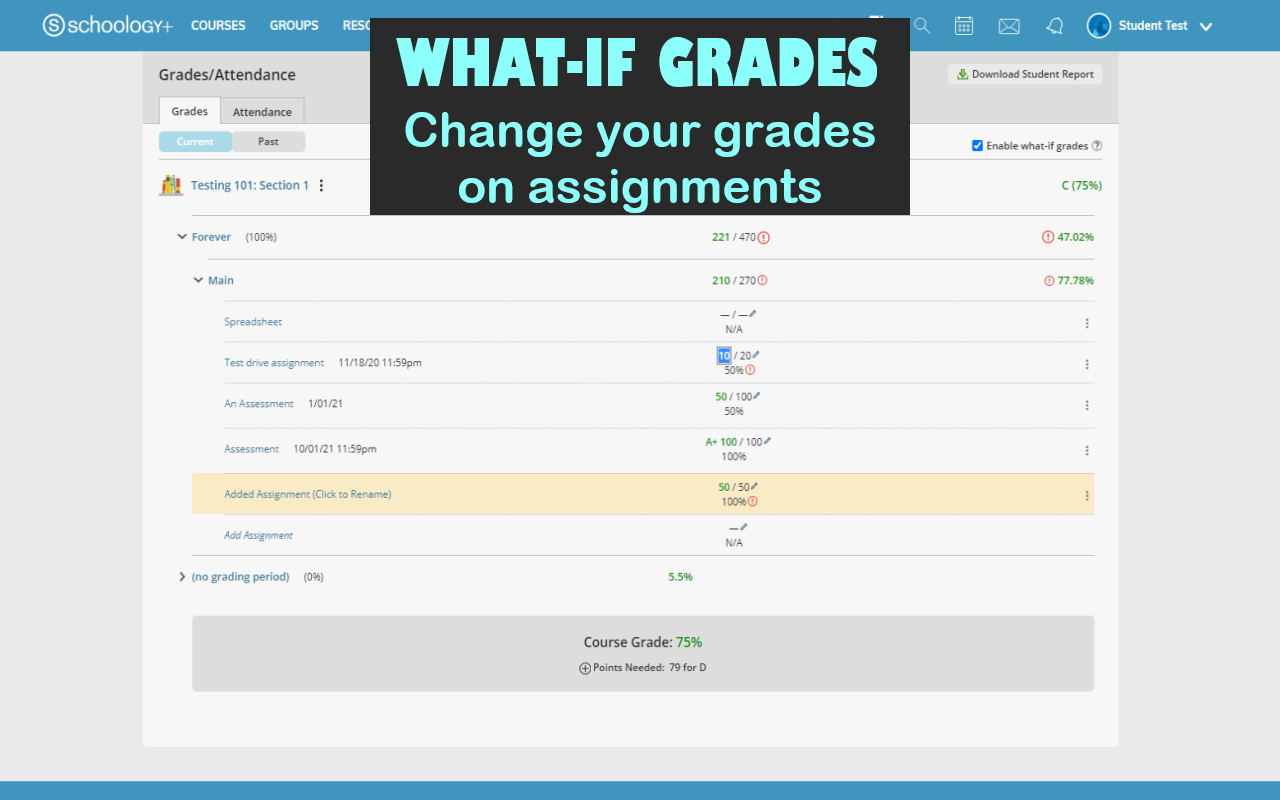 schoology+ COURSES GROUPS Student Test
WHAT-IF GRADES
Change your grades
on assignments
Grades/Attendance
Download Student Report
Grades Attendance
Current Past
Enable what-if grades ?
Testing 101: Section 1 C (75%)
Forever (100%) 221 / 470 47.02%
Main 210 / 270 77.78%
Spreadsheet — / —
N/A
Test drive assignment 11/18/20 11:59pm 10 / 20
50%
An Assessment 1/01/21 50 / 100
50%
Assessment 10/01/21 11:59pm A+ 100 / 100
100%
Added Assignment (Click to Rename) 50 / 50
100%
Add Assignment —
N/A
(no grading period) (0%) 5.5%
Course Grade: 75%
Points Needed: 79 for D